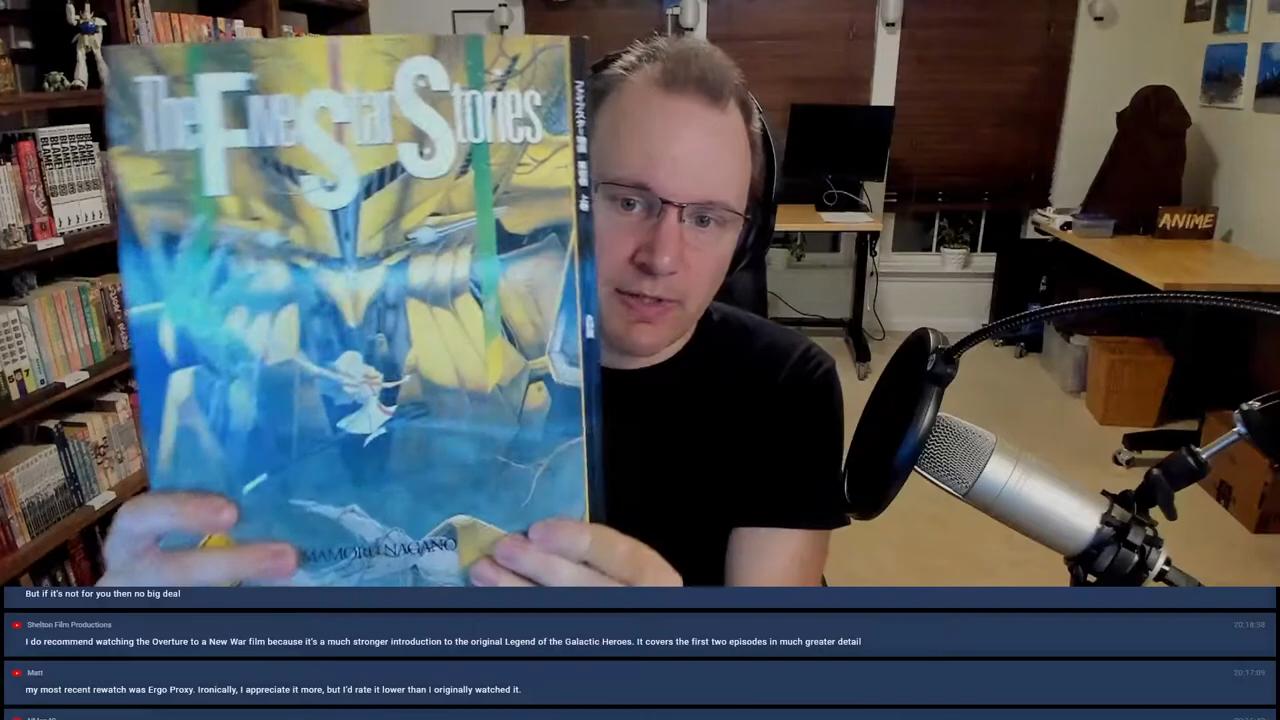 The Five Star Stories
MAMORU NAGANO
ANIME
But if it's not for you then no big deal
Shelton Film Productions
20:18:38
I do recommend watching the Overture to a New War film because it's a much stronger introduction to the original Legend of the Galactic Heroes. It covers the first two episodes in much greater detail
Matt
20:17:09
my most recent rewatch was Ergo Proxy. Ironically, I appreciate it more, but I'd rate it lower than I originally watched it.